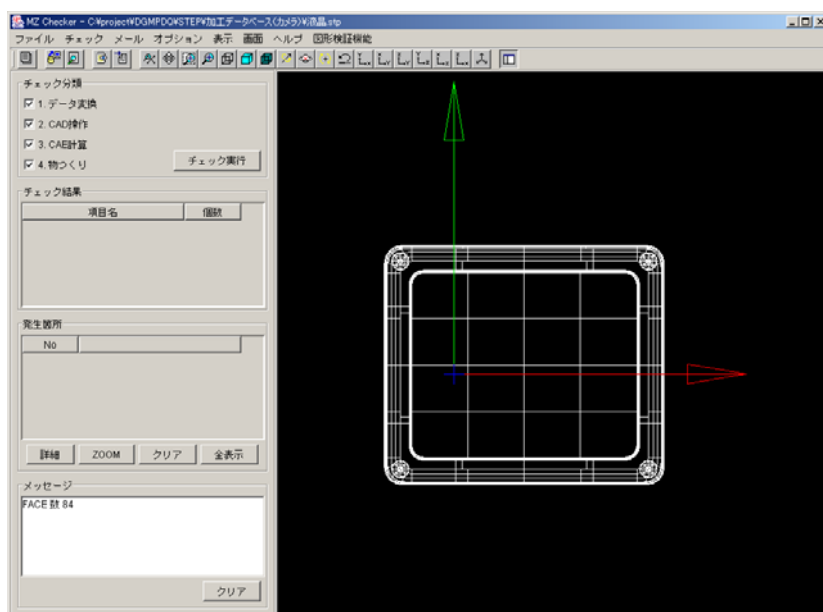 MZ Checker - C:¥project¥DGMPDQ¥STEP¥加工データベース(カメラ)¥液晶.stp
ファイル チェック メール オプション 表示 画面 ヘルプ 図形検証機能
チェック分類
1. データ変換
2. CAD操作
3. CAE計算
4. 物つくり
チェック実行
チェック結果
項目名 個数
発生箇所
No
詳細 ZOOM クリア 全表示
メッセージ
FACE 数 84
クリア